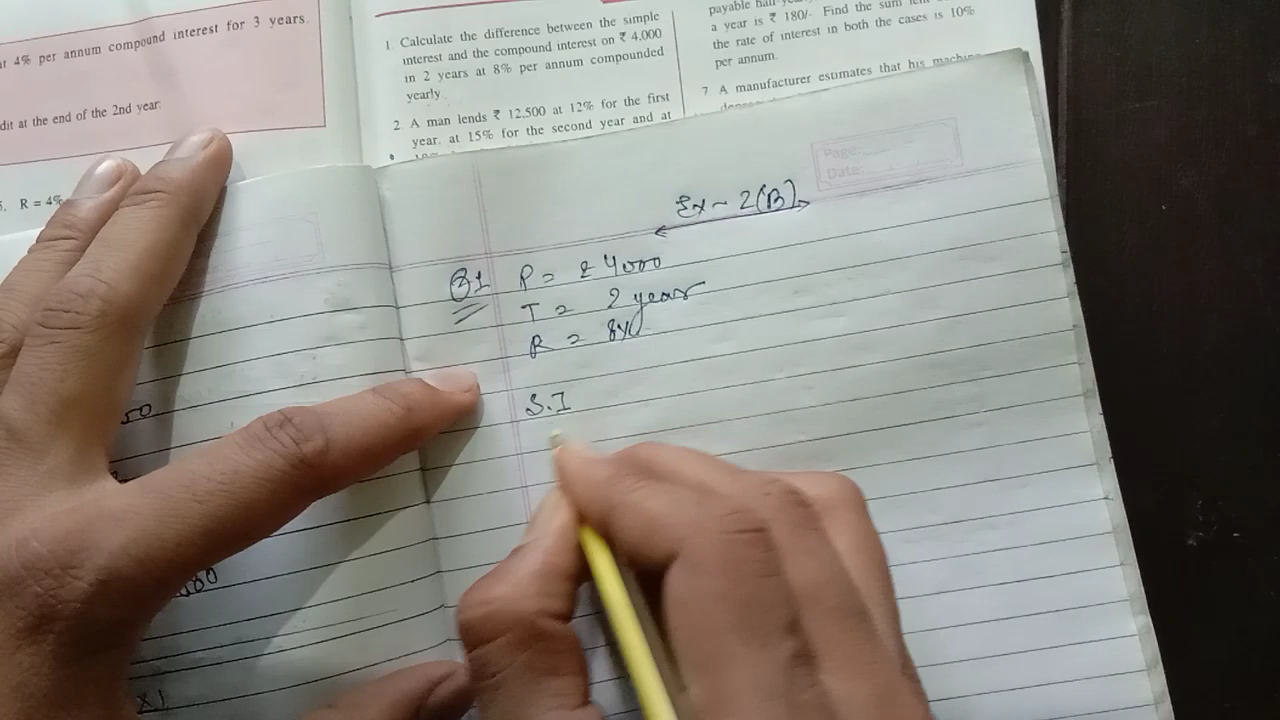 at 4% per annum compound interest for 3 years.
dit at the end of the 2nd year.
R = 4%
1. Calculate the difference between the simple
interest and the compound interest on ₹ 4,000
in 2 years at 8% per annum compounded
yearly.
2. A man lends ₹ 12,500 at 12% for the first
year, at 15% for the second year and at
payable half-year
a year is ₹ 180/-. Find the sum lent
the rate of interest in both the cases is 10%
per annum.
7. A manufacturer estimates that his machine
Page:
Date:
Ex ~ 2(B)
Q1 P = ₹ 4000
T = 2 year
R = 8%
S.I
50